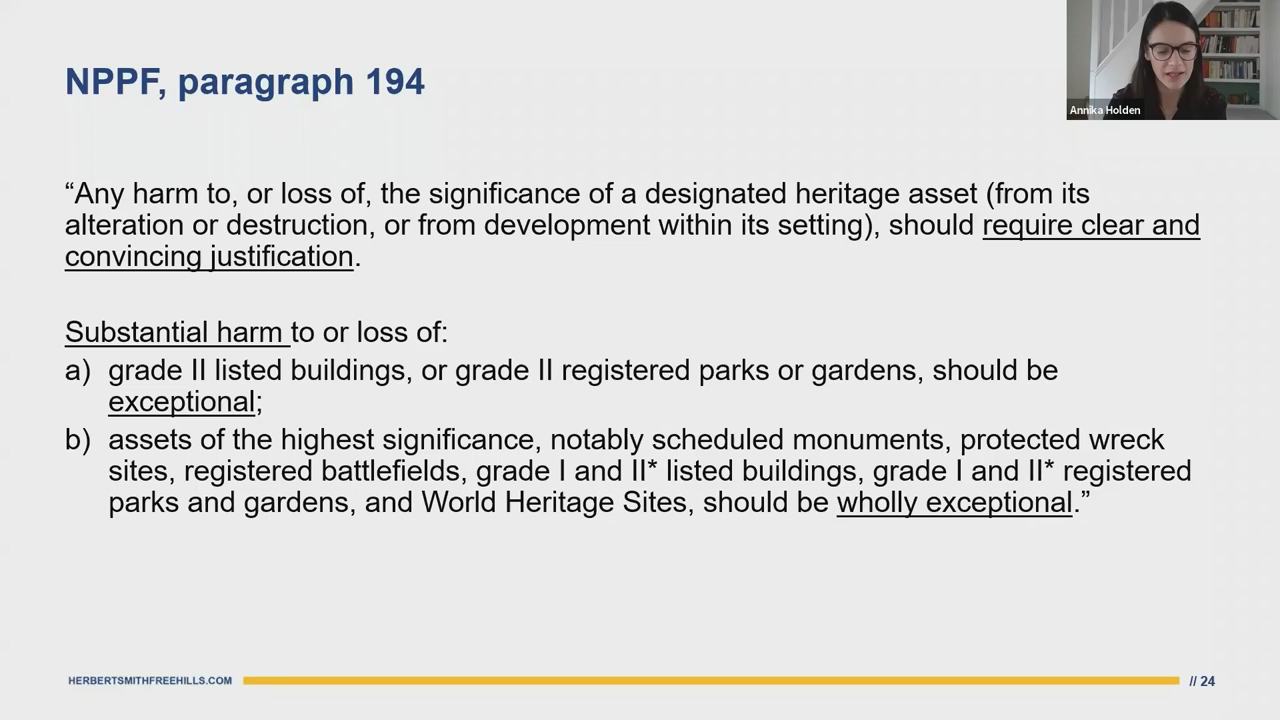 NPPF, paragraph 194
Annika Holden
“Any harm to, or loss of, the significance of a designated heritage asset (from its
alteration or destruction, or from development within its setting), should require clear and
convincing justification.
Substantial harm to or loss of:
a) grade II listed buildings, or grade II registered parks or gardens, should be
exceptional;
b) assets of the highest significance, notably scheduled monuments, protected wreck
sites, registered battlefields, grade I and II* listed buildings, grade I and II* registered
parks and gardens, and World Heritage Sites, should be wholly exceptional.”
HERBERTSMITHFREEHILLS.COM
// 24